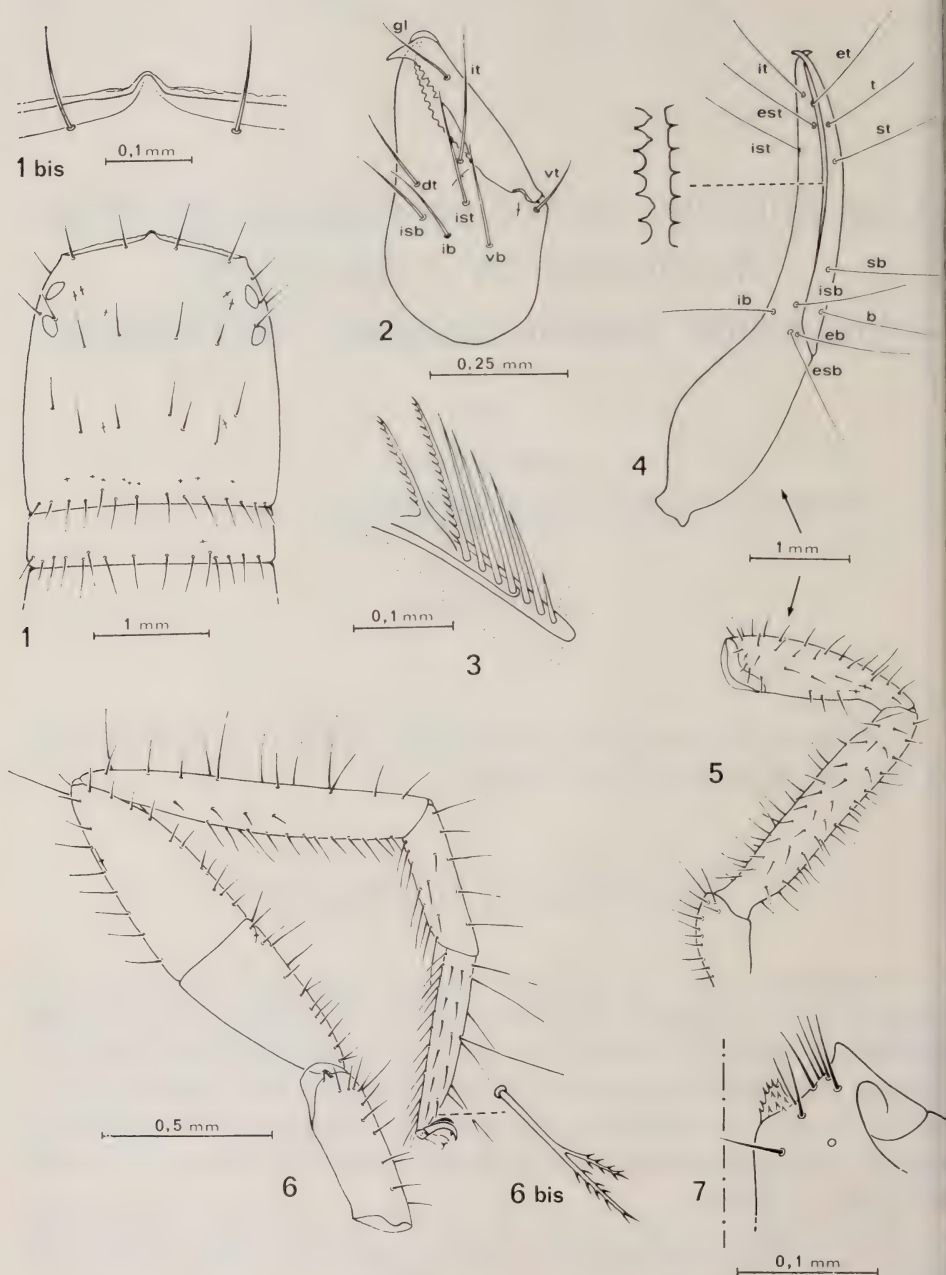 1 bis
0,1 mm
1
1 mm
gl
it
dt
isb
ib
ist
vb
vt
2
0,25 mm
3
0,1 mm
it
et
est
t
ist
st
sb
isb
ib
b
eb
esb
4
1 mm
5
6
0,5 mm
6 bis
7
0,1 mm